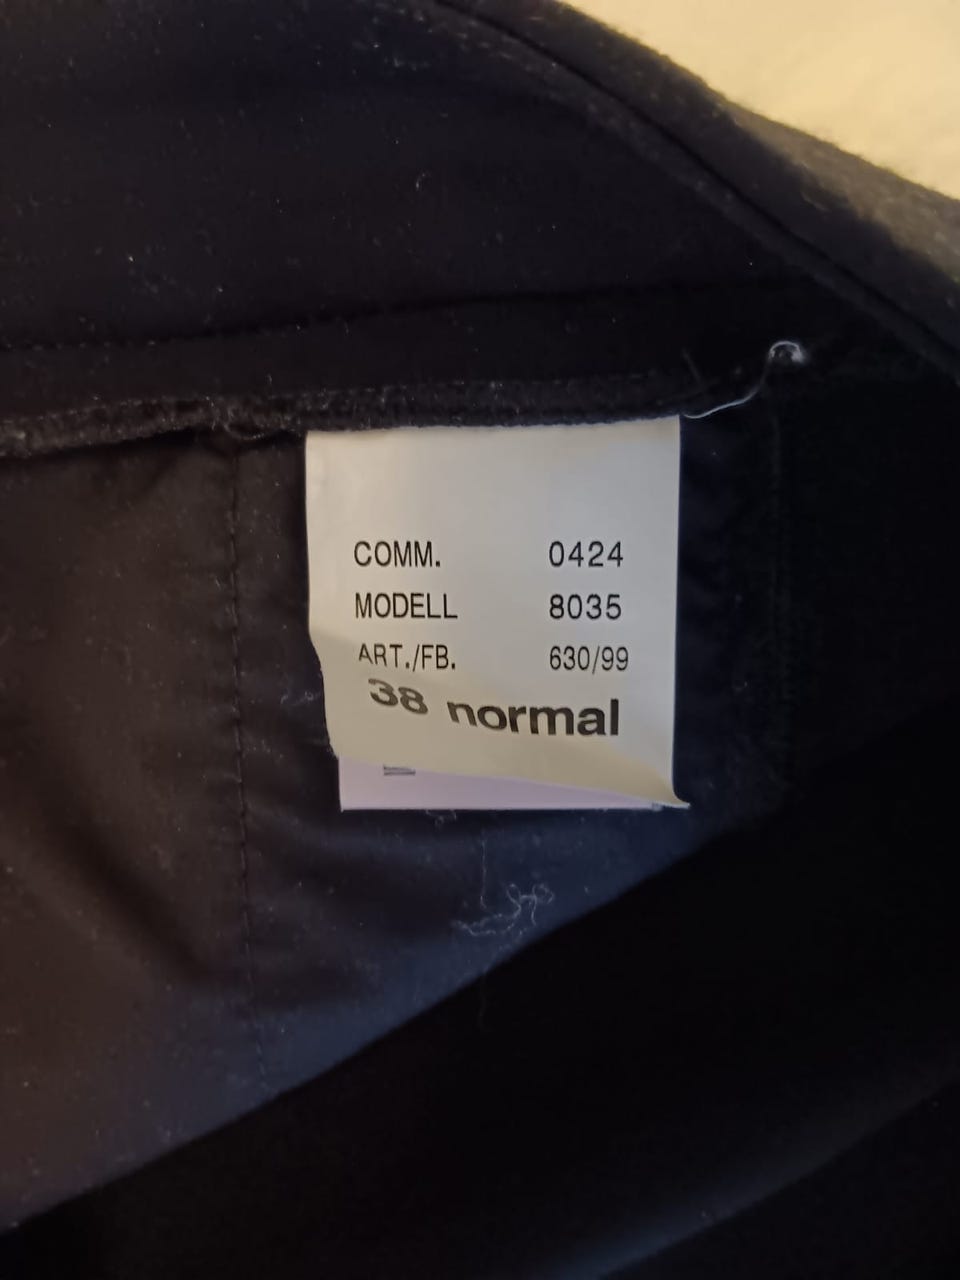 COMM. 0424
MODELL 8035
ART./FB. 630/99
38 normal